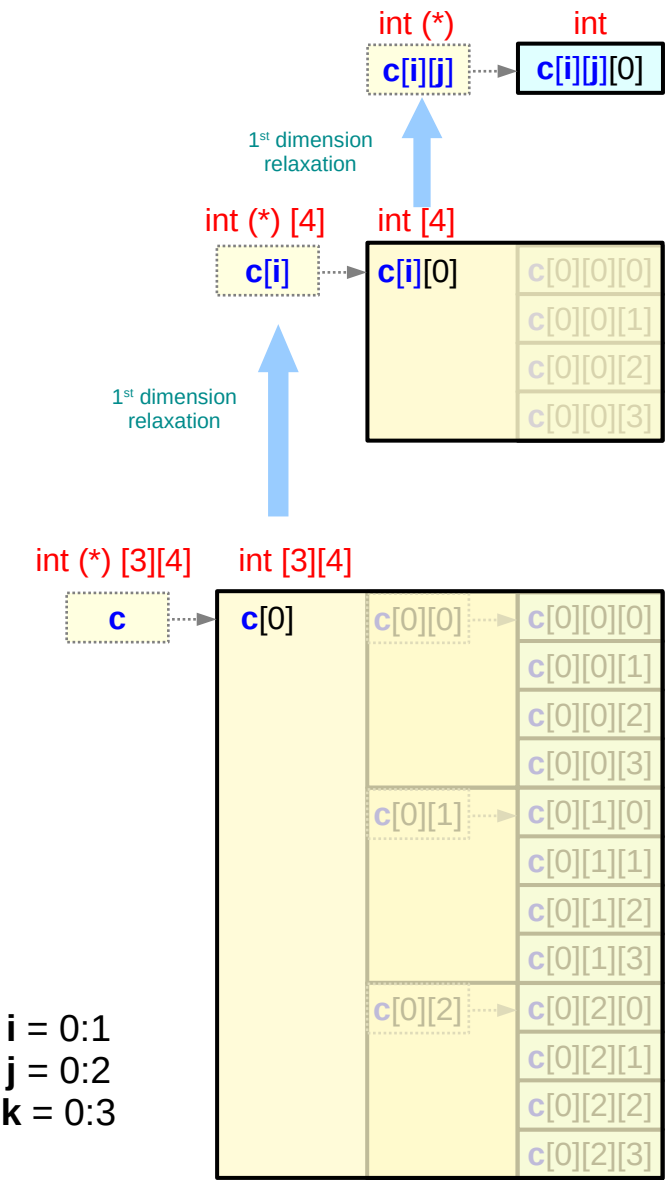 int (*) int
c[i][j] c[i][j][0]
1st dimension
relaxation
int (*) [4] int [4]
c[i] c[i][0] c[0][0][0]
c[0][0][1]
c[0][0][2]
c[0][0][3]
1st dimension
relaxation
int (*) [3][4] int [3][4]
c c[0] c[0][0] c[0][0][0]
c[0][0][1]
c[0][0][2]
c[0][0][3]
c[0][1] c[0][1][0]
c[0][1][1]
c[0][1][2]
c[0][1][3]
c[0][2] c[0][2][0]
c[0][2][1]
c[0][2][2]
c[0][2][3]
i = 0:1
j = 0:2
k = 0:3